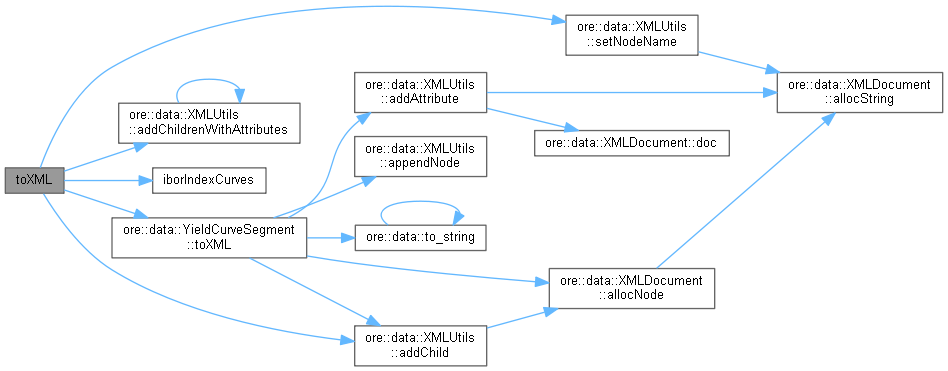 ore::data::XMLUtils
::setNodeName
ore::data::XMLUtils
::addAttribute
ore::data::XMLDocument
::allocString
ore::data::XMLUtils
::addChildrenWithAttributes
ore::data::XMLDocument::doc
ore::data::XMLUtils
::appendNode
toXML
iborIndexCurves
ore::data::YieldCurveSegment
::toXML
ore::data::to_string
ore::data::XMLDocument
::allocNode
ore::data::XMLUtils
::addChild